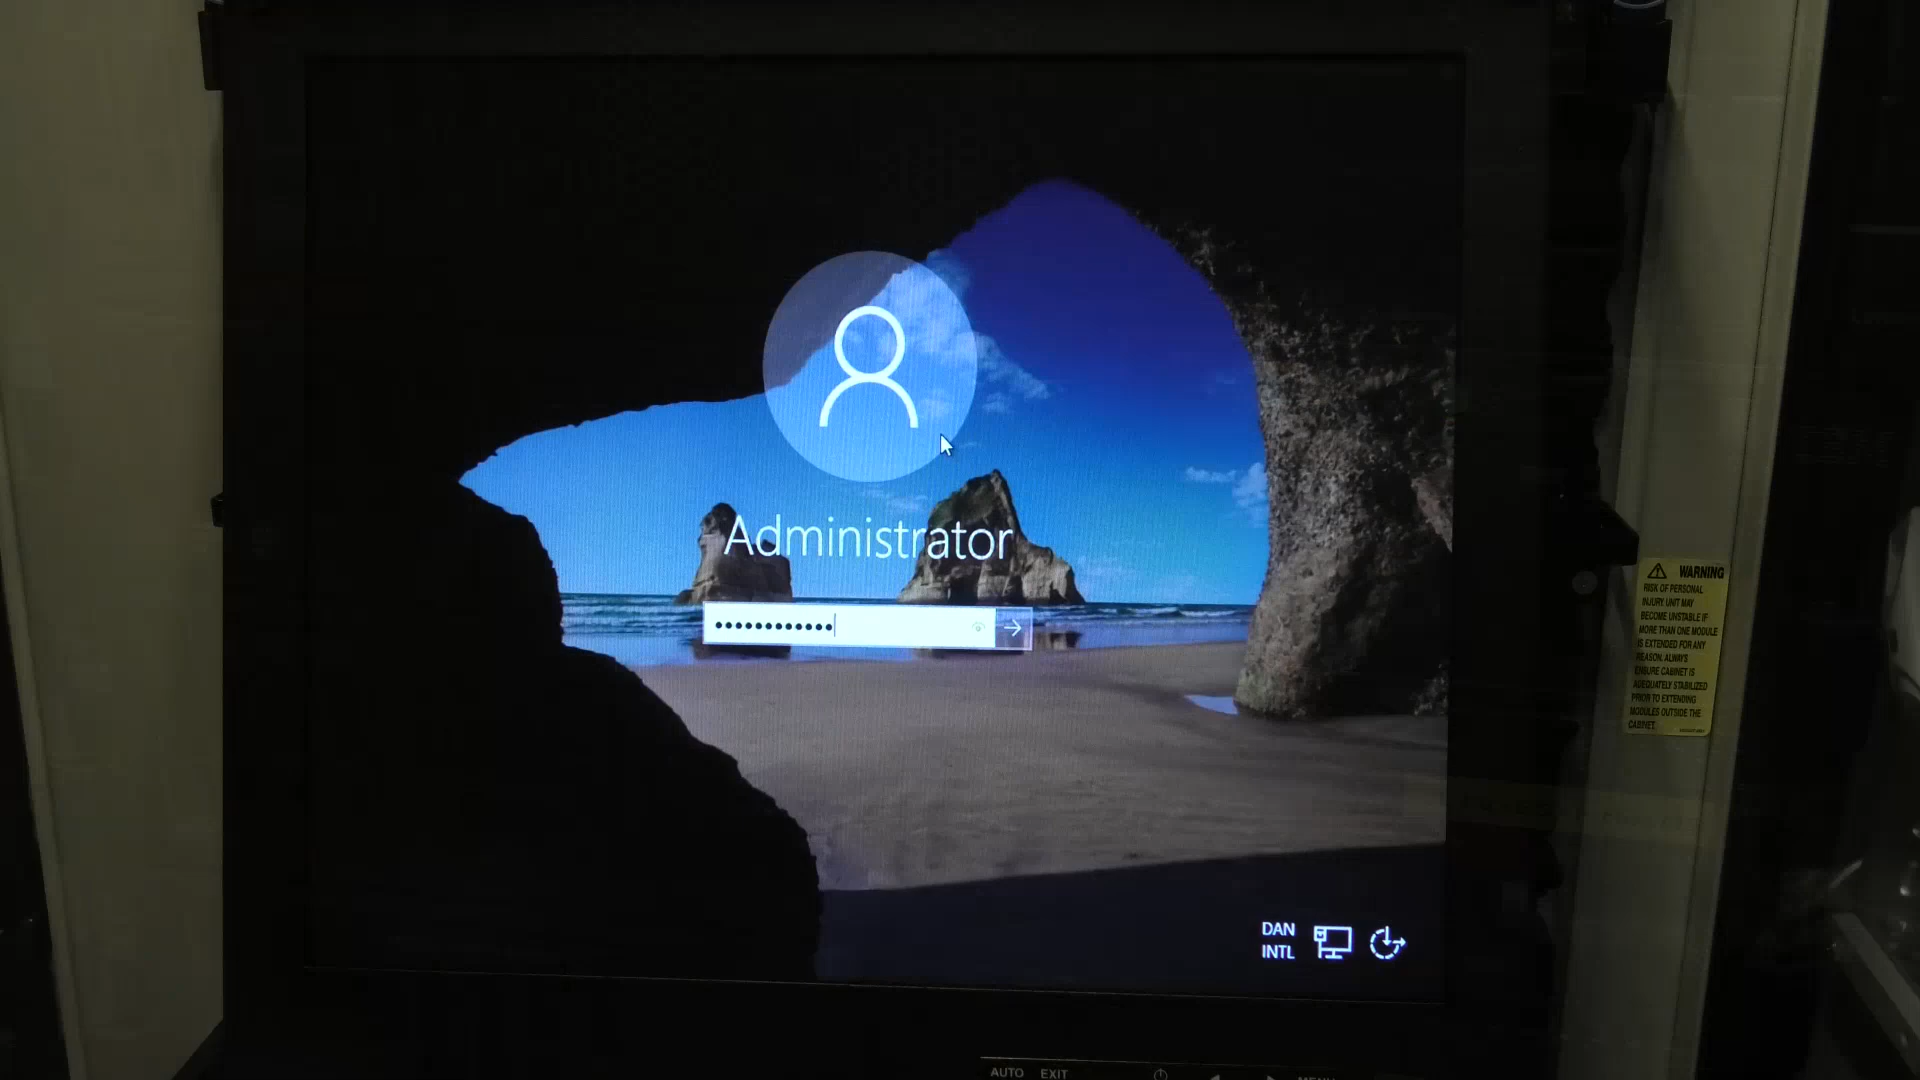 Administrator
••••••••••••
DAN
INTL
WARNING
RISK OF PERSONAL
INJURY. UNIT MAY
BECOME UNSTABLE IF
MORE THAN ONE MODULE
IS EXTENDED FOR ANY
REASON. ALWAYS
ENSURE CABINET IS
ADEQUATELY STABILIZED
PRIOR TO EXTENDING
MODULES OUTSIDE THE
CABINET.
AUTO EXIT